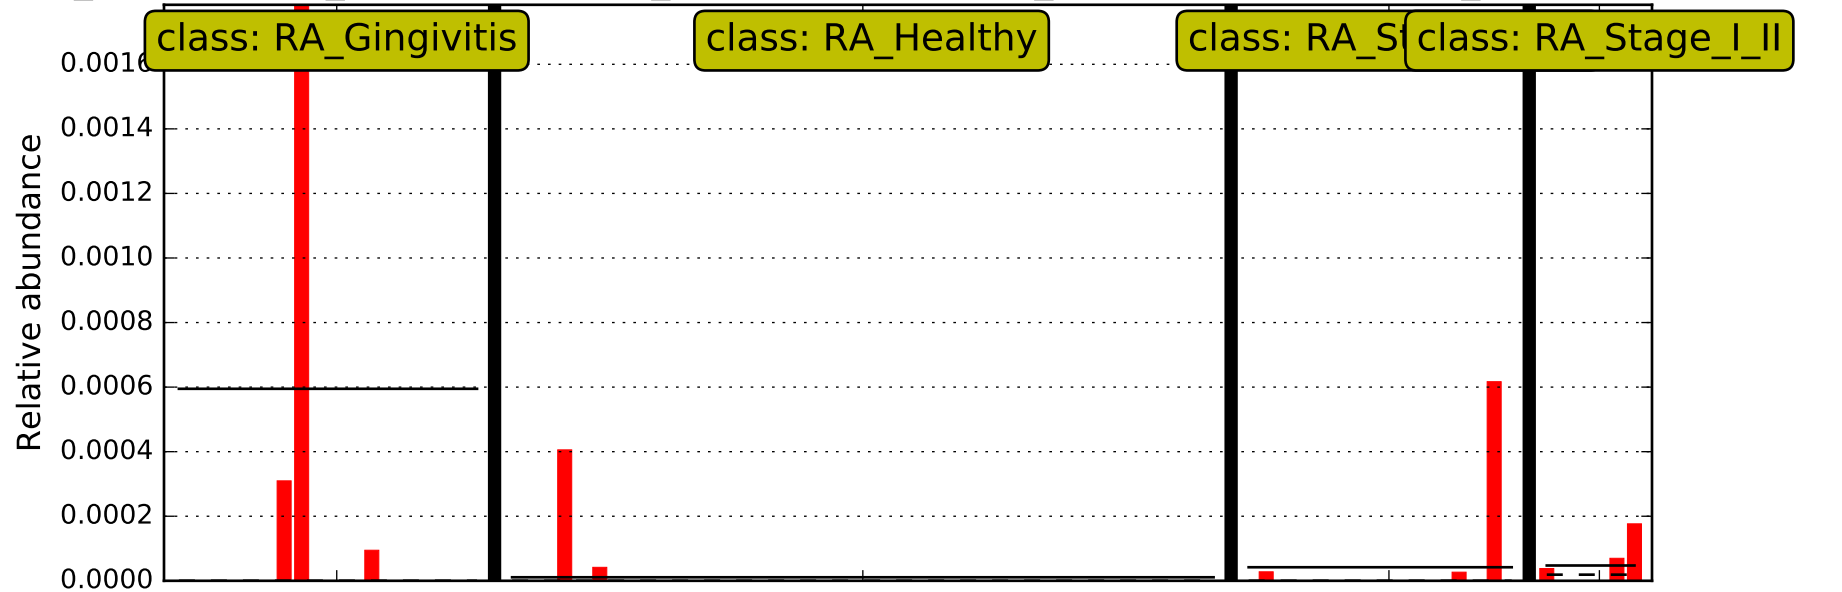 class: RA_Gingivitis
class: RA_Healthy
class: RA_St
class: RA_Stage_I_II
Relative abundance
0.0016
0.0014
0.0012
0.0010
0.0008
0.0006
0.0004
0.0002
0.0000